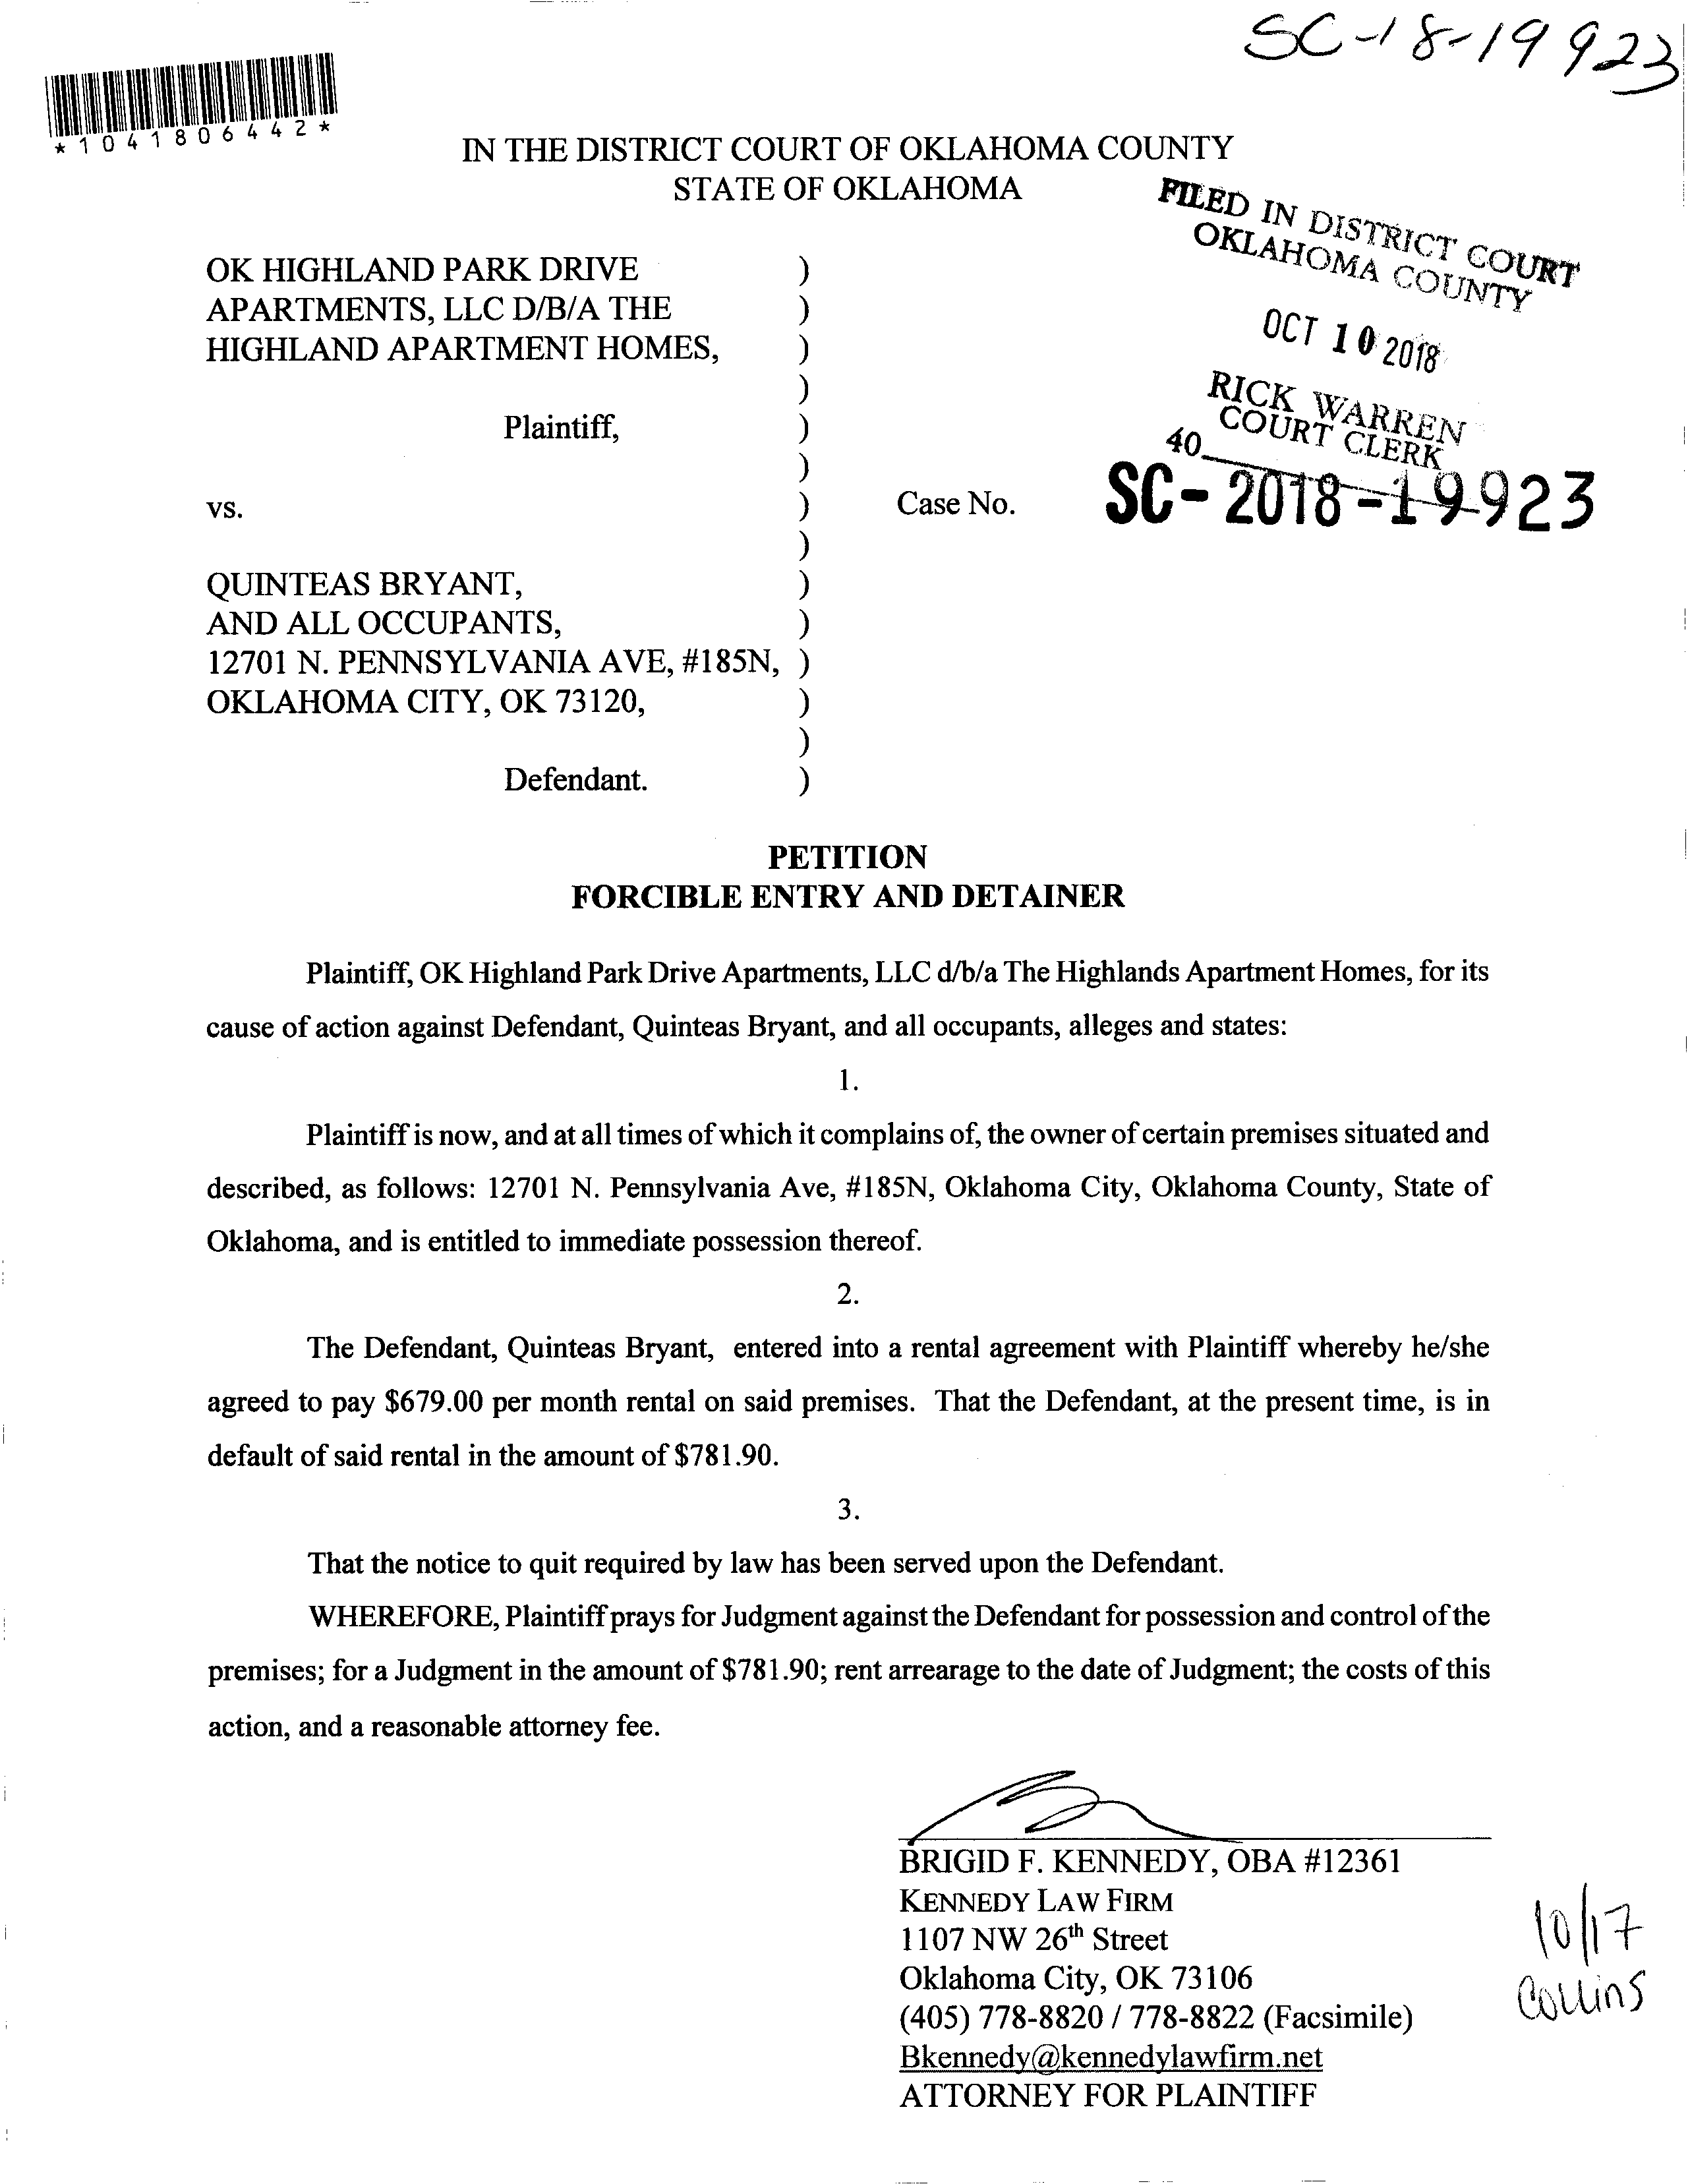 SC-18-19923
*1041806442*
IN THE DISTRICT COURT OF OKLAHOMA COUNTY
STATE OF OKLAHOMA
FILED IN DISTRICT COURT
OKLAHOMA COUNTY
OCT 10 2018
RICK WARREN
COURT CLERK
40
OK HIGHLAND PARK DRIVE )
APARTMENTS, LLC D/B/A THE )
HIGHLAND APARTMENT HOMES, )
)
Plaintiff, )
)
vs. ) Case No. SC-2018-19923
)
QUINTEAS BRYANT, )
AND ALL OCCUPANTS, )
12701 N. PENNSYLVANIA AVE, #185N, )
OKLAHOMA CITY, OK 73120, )
)
Defendant. )
PETITION
FORCIBLE ENTRY AND DETAINER
Plaintiff, OK Highland Park Drive Apartments, LLC d/b/a The Highlands Apartment Homes, for its
cause of action against Defendant, Quinteas Bryant, and all occupants, alleges and states:
1.
Plaintiff is now, and at all times of which it complains of, the owner of certain premises situated and
described, as follows: 12701 N. Pennsylvania Ave, #185N, Oklahoma City, Oklahoma County, State of
Oklahoma, and is entitled to immediate possession thereof.
2.
The Defendant, Quinteas Bryant, entered into a rental agreement with Plaintiff whereby he/she
agreed to pay $679.00 per month rental on said premises. That the Defendant, at the present time, is in
default of said rental in the amount of $781.90.
3.
That the notice to quit required by law has been served upon the Defendant.
WHEREFORE, Plaintiff prays for Judgment against the Defendant for possession and control of the
premises; for a Judgment in the amount of $781.90; rent arrearage to the date of Judgment; the costs of this
action, and a reasonable attorney fee.
BRIGID F. KENNEDY, OBA #12361
KENNEDY LAW FIRM
1107 NW 26th Street
Oklahoma City, OK 73106
(405) 778-8820 / 778-8822 (Facsimile)
Bkennedy@kennedylawfirm.net
ATTORNEY FOR PLAINTIFF
10/17
Collins